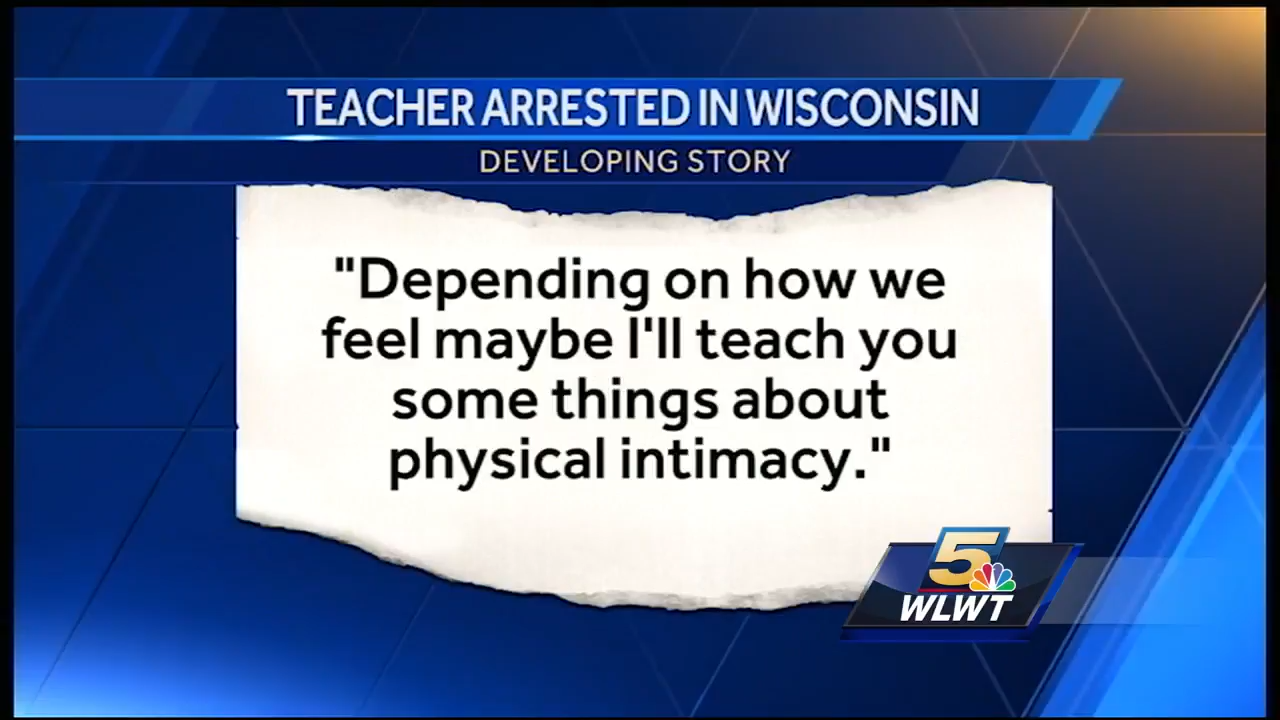 TEACHER ARRESTED IN WISCONSIN
DEVELOPING STORY
"Depending on how we
feel maybe I'll teach you
some things about
physical intimacy."
5
WLWT